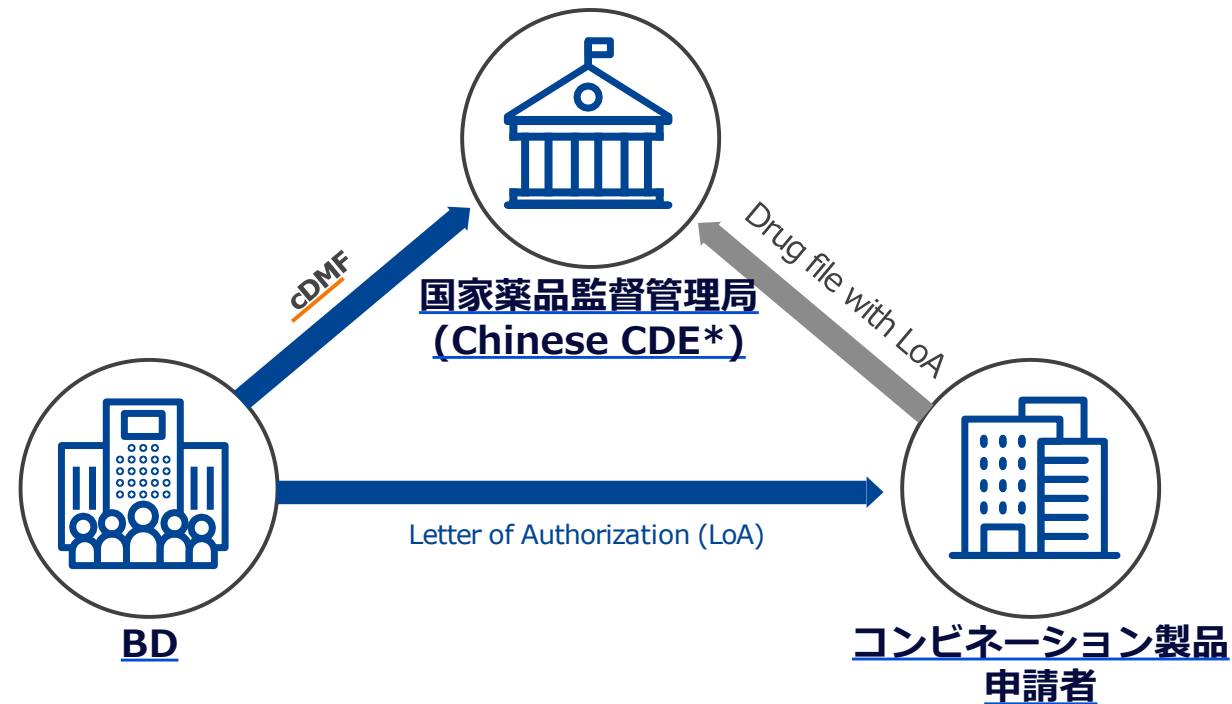 cDMF
Drug file with LoA
国家薬品監督管理局
(Chinese CDE*)
Letter of Authorization (LoA)
BD
コンビネーション製品
申請者